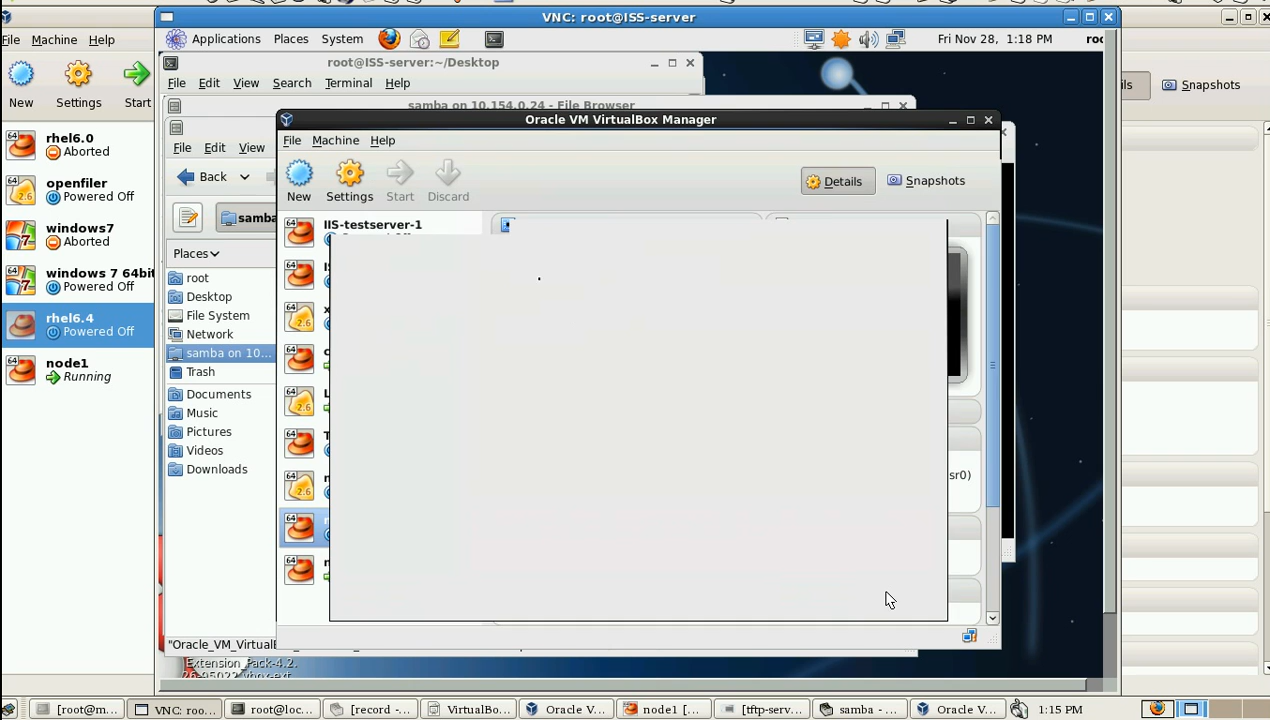 VNC: root@ISS-server
File Machine Help
Applications Places System
Fri Nov 28, 1:18 PM
root@ISS-server:~/Desktop
File Edit View Search Terminal Help
New Settings Start
Snapshots
samba on 10.154.0.24 - File Browser
Oracle VM VirtualBox Manager
File Edit View
File Machine Help
Back
New Settings Start Discard
Details Snapshots
rhel6.0
Aborted
openfiler
Powered Off
windows7
Aborted
windows 7 64bit
Powered Off
rhel6.4
Powered Off
node1
Running
samba
Places
root
Desktop
File System
Network
samba on 10...
Trash
Documents
Music
Pictures
Videos
Downloads
IIS-testserver-1
sr0)
"Oracle_VM_VirtualB
Extension_Pack-4.2.
[root@m... VNC: roo... [root@loc... [record -... VirtualBo... Oracle V... node1 [... [tftp-serv... samba - ... Oracle V... 1:15 PM